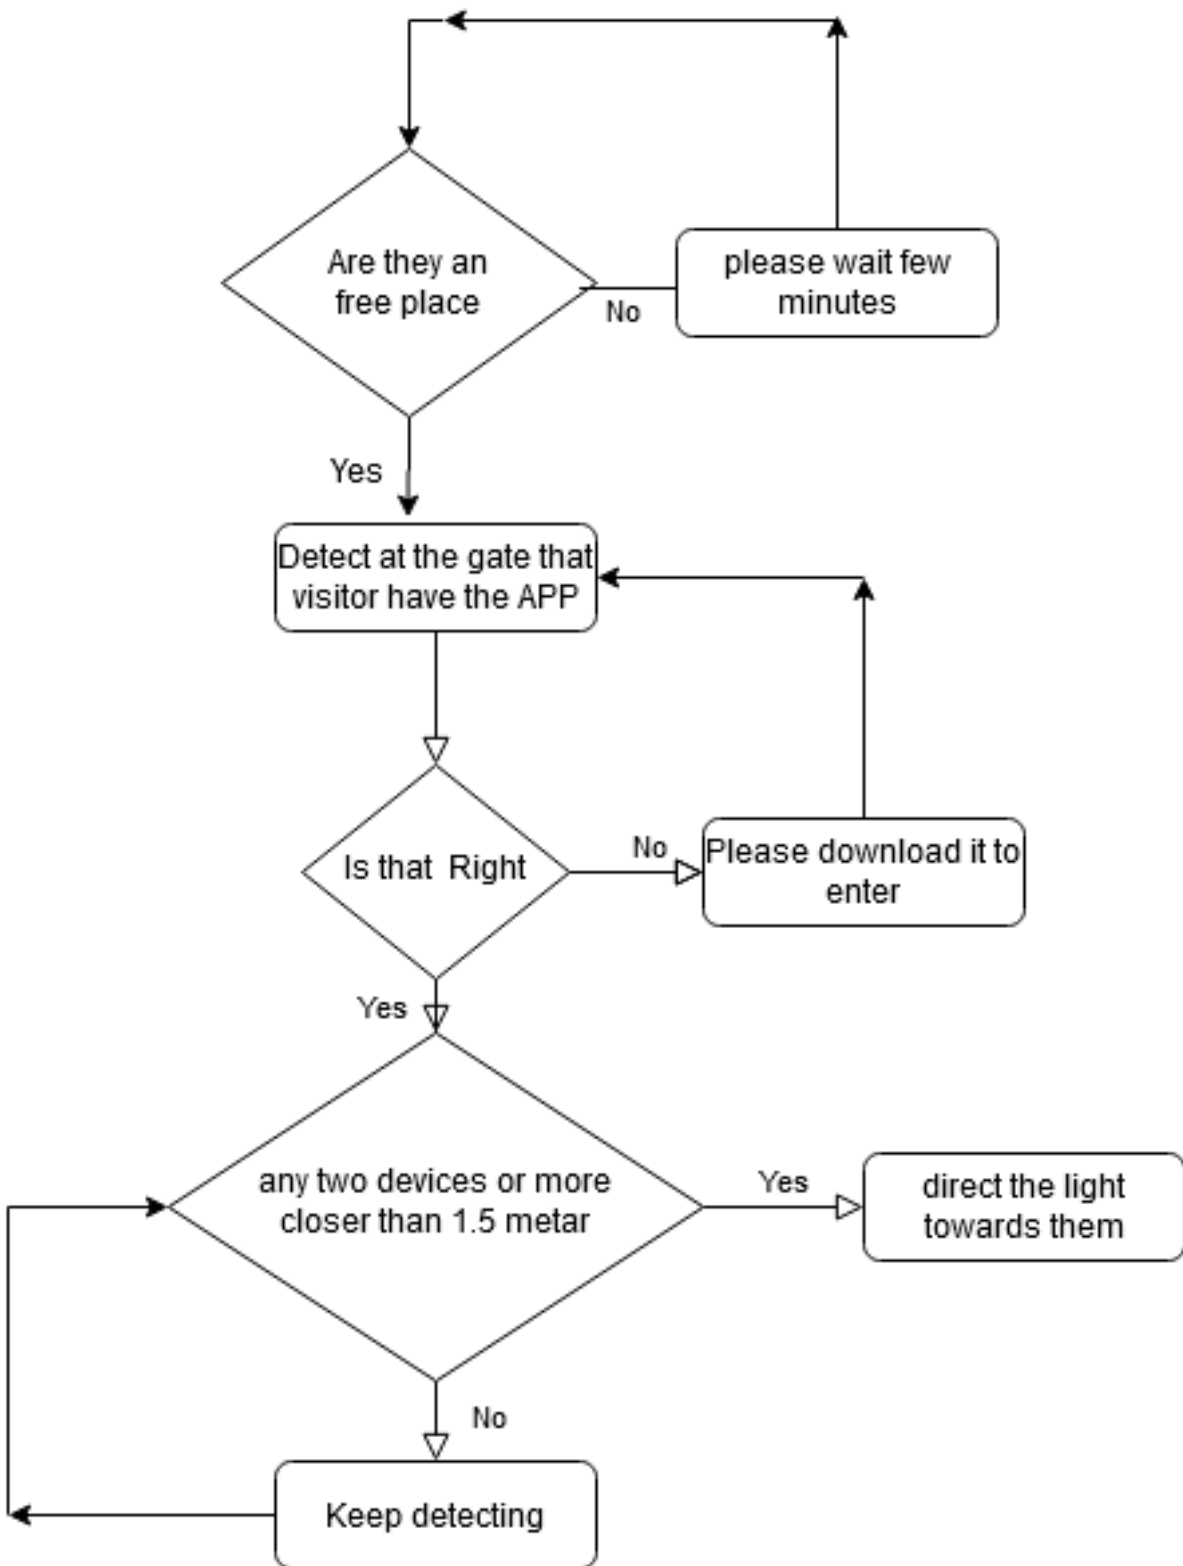 Are they an
free place
No
please wait few
minutes
Yes
Detect at the gate that
visitor have the APP
Is that  Right
No
Please download it to
enter
Yes
any two devices or more
closer than 1.5 metar
Yes
direct the light
towards them
No
Keep detecting